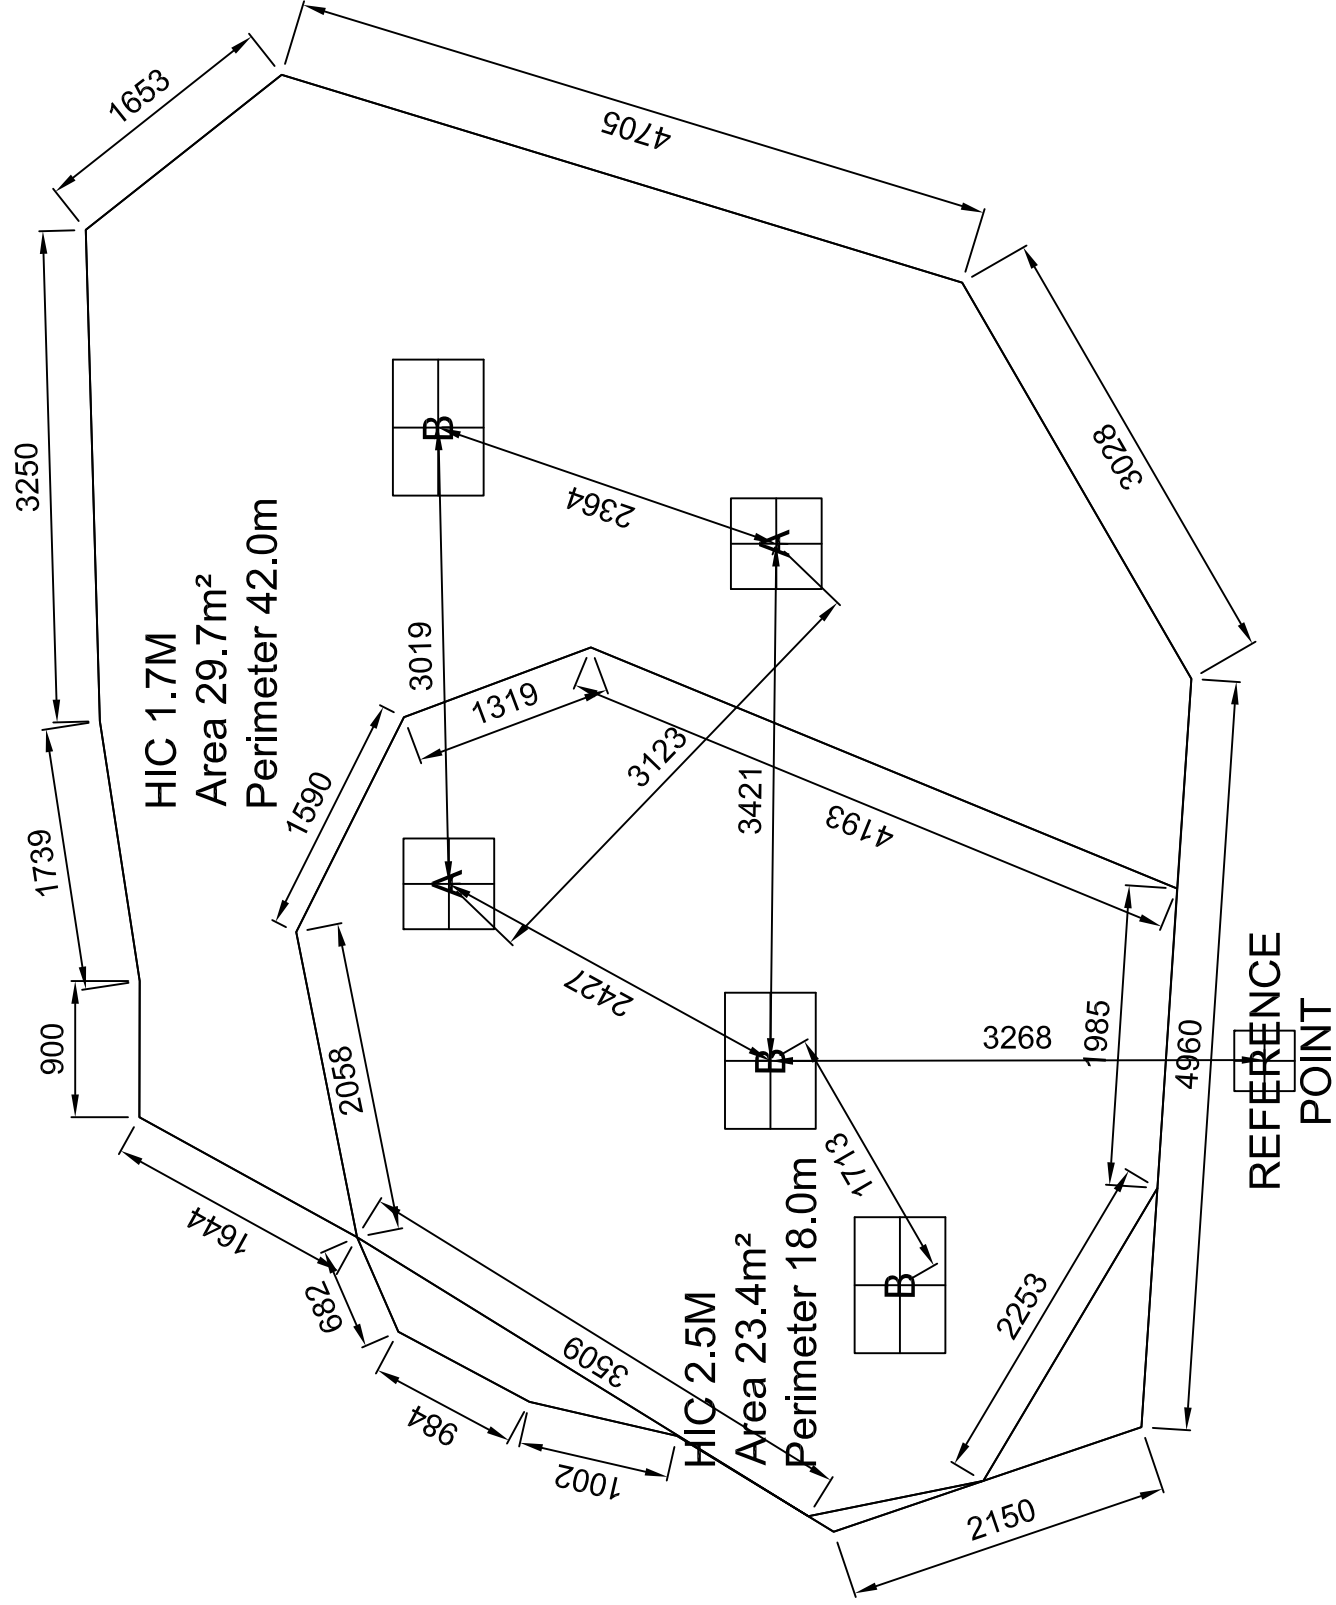 1653
4705
3250
3028
B
2364
A
HIC 1.7M
Area 29.7m²
Perimeter 42.0m
3019
1319
3123
3421
4193
1590
1739
A
900
2058
2427
B
3268
1985
4960
REFERENCE
POINT
1644
682
3509
984
1002
HIC 2.5M
Area 23.4m²
Perimeter 18.0m
1713
B
2253
2150